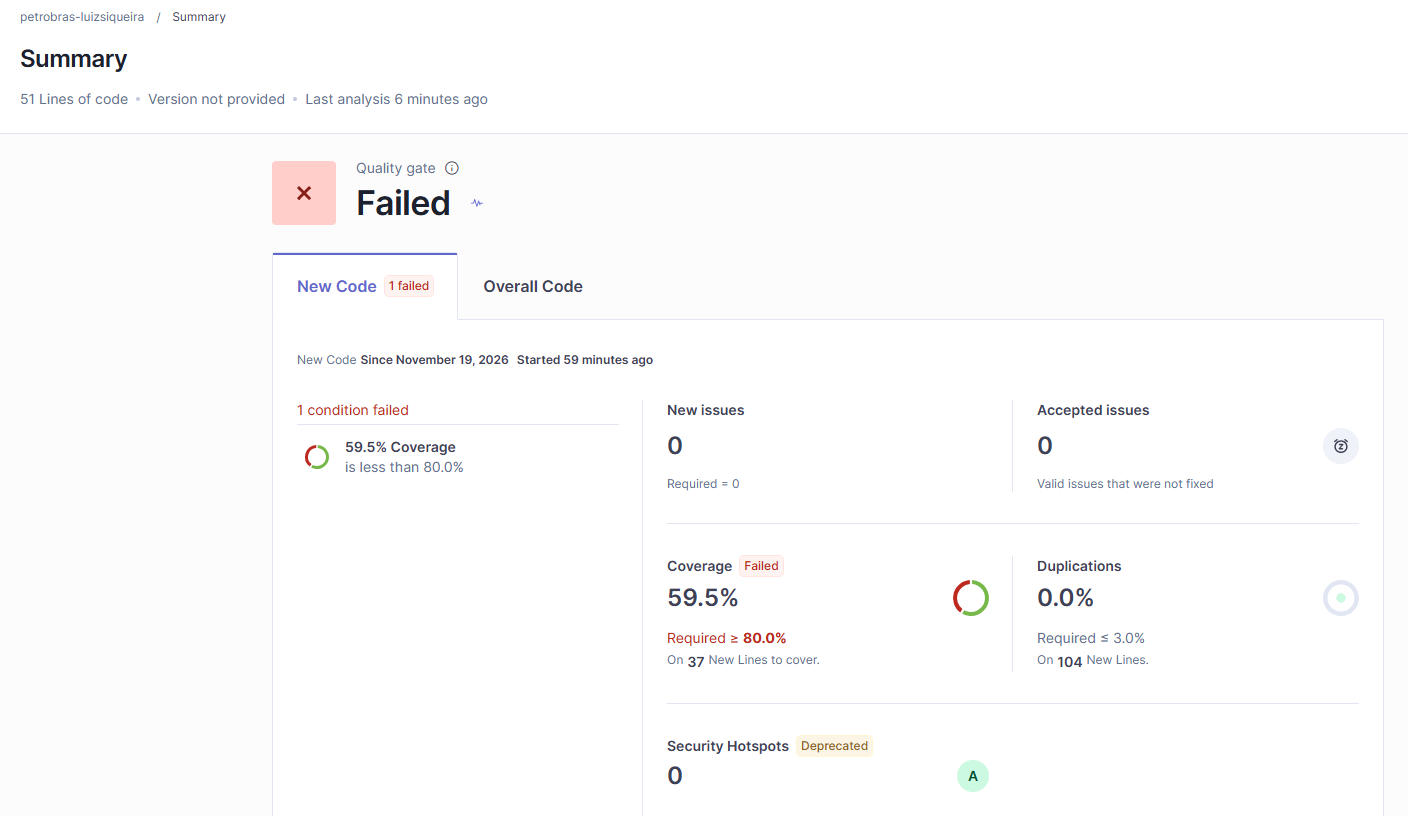 petrobras-luizsiqueira / Summary
Summary
51 Lines of code • Version not provided • Last analysis 6 minutes ago
Quality gate
Failed
New Code 1 failed
Overall Code
New Code Since November 19, 2026 Started 59 minutes ago
1 condition failed
59.5% Coverage
is less than 80.0%
New issues
0
Required = 0
Accepted issues
0
Valid issues that were not fixed
Coverage Failed
59.5%
Required ≥ 80.0%
On 37 New Lines to cover.
Duplications
0.0%
Required ≤ 3.0%
On 104 New Lines.
Security Hotspots Deprecated
0
A